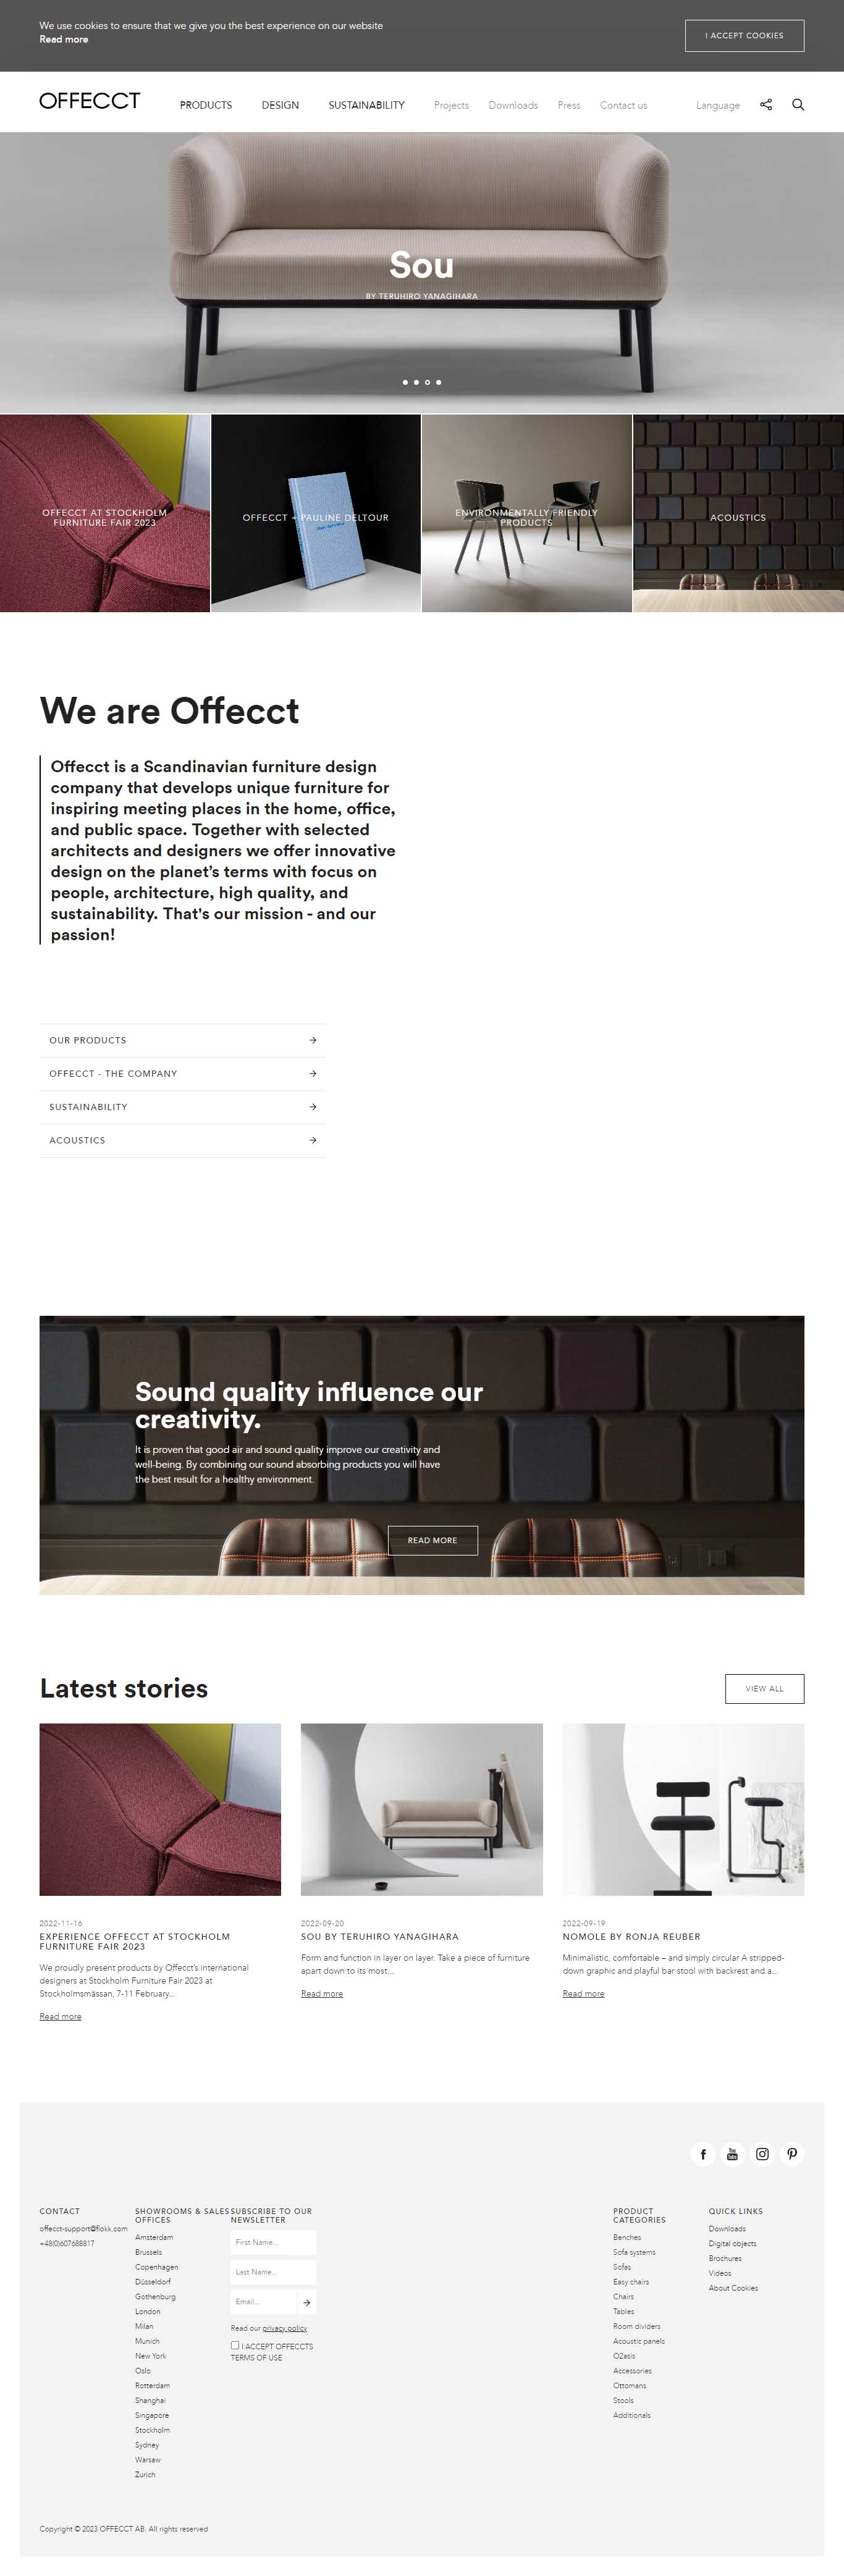 We use cookies to ensure that we give you the best experience on our website
Read more
I ACCEPT COOKIES
OFFECCT
PRODUCTS
DESIGN
SUSTAINABILITY
Projects
Downloads
Press
Contact us
Language
Sou
BY TERUHIRO YANAGIHARA
OFFECCT AT STOCKHOLM
FURNITURE FAIR 2023
OFFECCT + PAULINE DELTOUR
ENVIRONMENTALLY FRIENDLY
PRODUCTS
ACOUSTICS
We are Offecct
Offecct is a Scandinavian furniture design
company that develops unique furniture for
inspiring meeting places in the home, office,
and public space. Together with selected
architects and designers we offer innovative
design on the planet’s terms with focus on
people, architecture, high quality, and
sustainability. That's our mission - and our
passion!
OUR PRODUCTS
OFFECCT - THE COMPANY
SUSTAINABILITY
ACOUSTICS
Sound quality influence our
creativity.
It is proven that good air and sound quality improve our creativity and
well-being. By combining our sound absorbing products you will have
the best result for a healthy environment.
READ MORE
Latest stories
VIEW ALL
2022-11-16
EXPERIENCE OFFECCT AT STOCKHOLM
FURNITURE FAIR 2023
We proudly present products by Offecct’s international
designers at Stockholm Furniture Fair 2023 at
Stockholmsmässan, 7-11 February...
Read more
2022-09-20
SOU BY TERUHIRO YANAGIHARA
Form and function in layer on layer. Take a piece of furniture
apart down to its most...
Read more
2022-09-19
NOMOLE BY RONJA REUBER
Minimalistic, comfortable – and simply circular A stripped-
down graphic and playful bar stool with backrest and a...
Read more
CONTACT
offecct-support@flokk.com
+48(0)607688817
SHOWROOMS & SALES
OFFICES
Amsterdam
Brussels
Copenhagen
Düsseldorf
Gothenburg
London
Milan
Munich
New York
Oslo
Rotterdam
Shanghai
Singapore
Stockholm
Sydney
Warsaw
Zurich
SUBSCRIBE TO OUR
NEWSLETTER
First Name...
Last Name...
Email...
Read our privacy policy
I ACCEPT OFFECCTS
TERMS OF USE
PRODUCT
CATEGORIES
Benches
Sofa systems
Sofas
Easy chairs
Chairs
Tables
Room dividers
Acoustic panels
O2asis
Accessories
Ottomans
Stools
Additionals
QUICK LINKS
Downloads
Digital objects
Brochures
Videos
About Cookies
Copyright © 2023 OFFECCT AB. All rights reserved